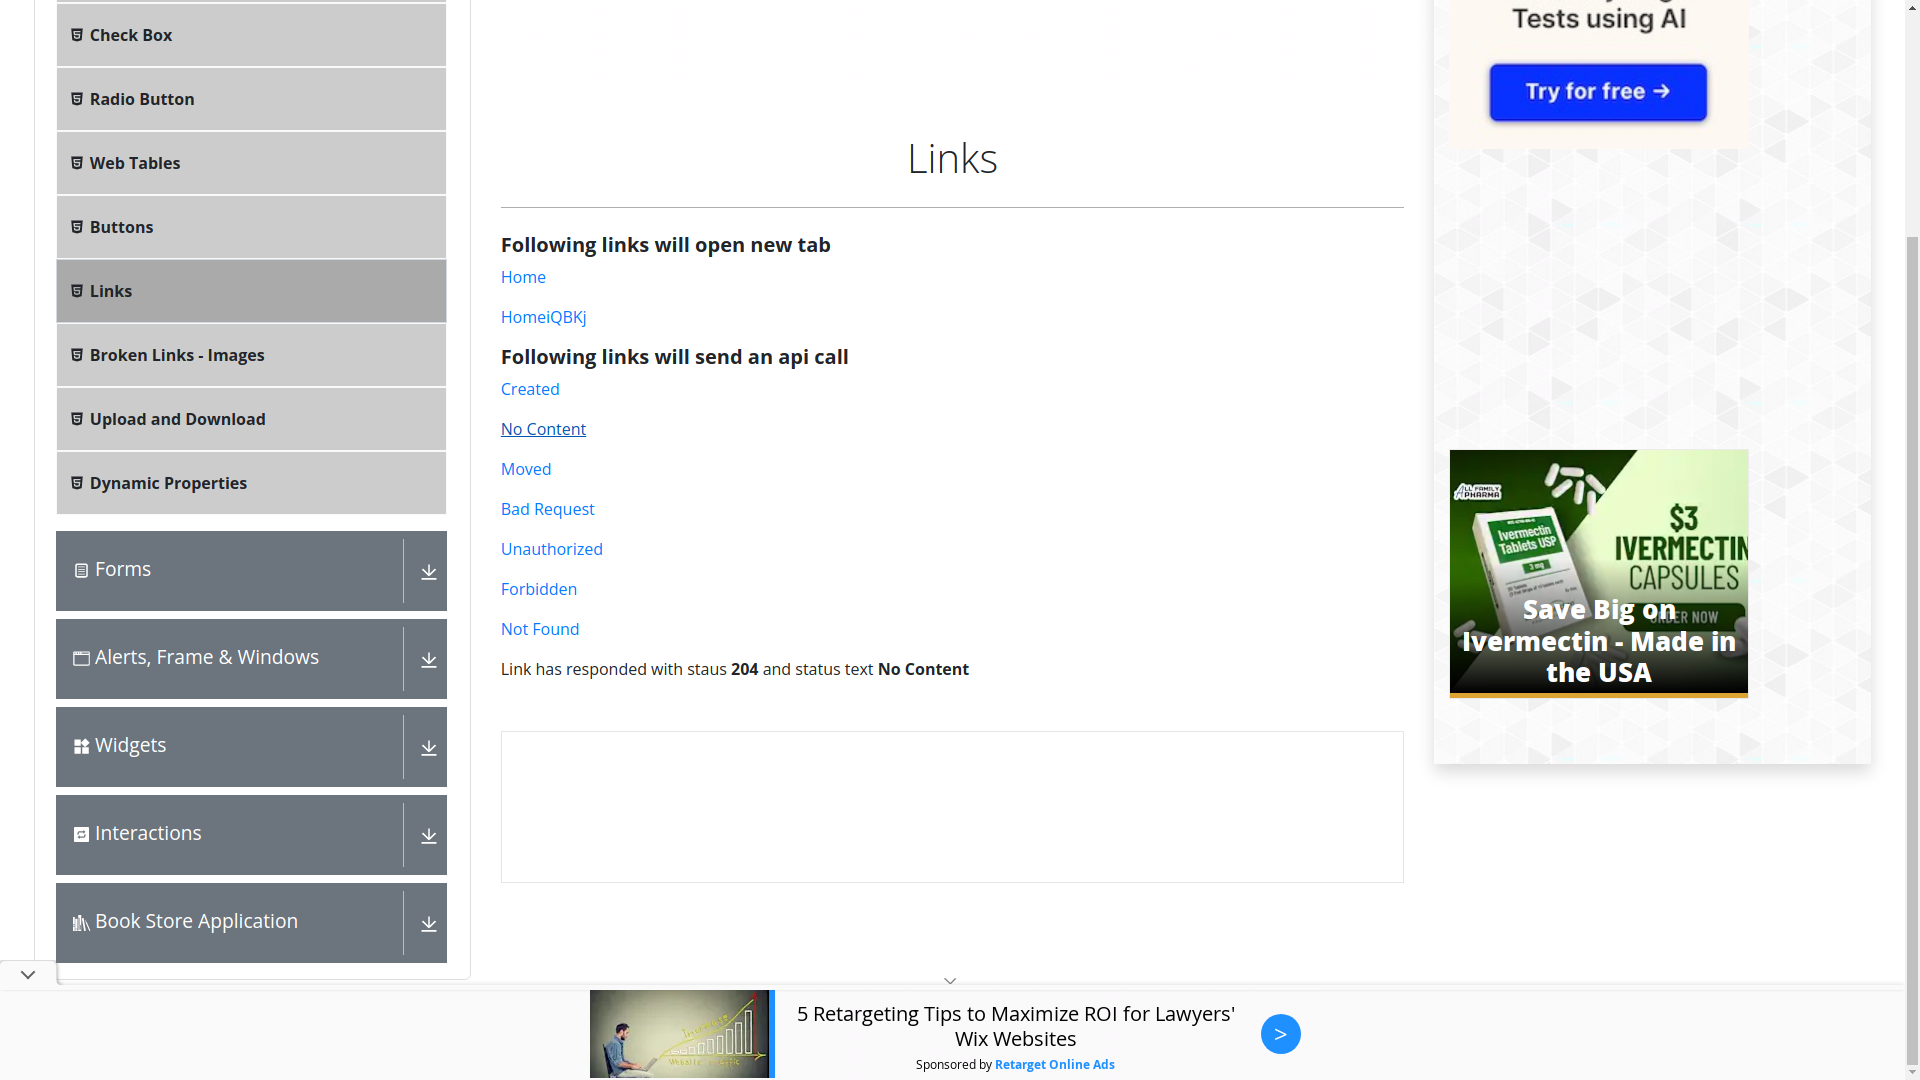 Check Box
Radio Button
Web Tables
Buttons
Links
Broken Links - Images
Upload and Download
Dynamic Properties
Forms
Alerts, Frame & Windows
Widgets
Interactions
Book Store Application
Links
Following links will open new tab
Home
HomeiQBKj
Following links will send an api call
Created
No Content
Moved
Bad Request
Unauthorized
Forbidden
Not Found
Link has responded with staus 204 and status text No Content
Tests using AI
Try for free →
ALL FAMILY
PHARMA
Ivermectin
Tablets USP
3 mg
$3
IVERMECTIN
CAPSULES
ORDER NOW
Save Big on
Ivermectin - Made in
the USA
5 Retargeting Tips to Maximize ROI for Lawyers'
Wix Websites
Sponsored by Retarget Online Ads
>